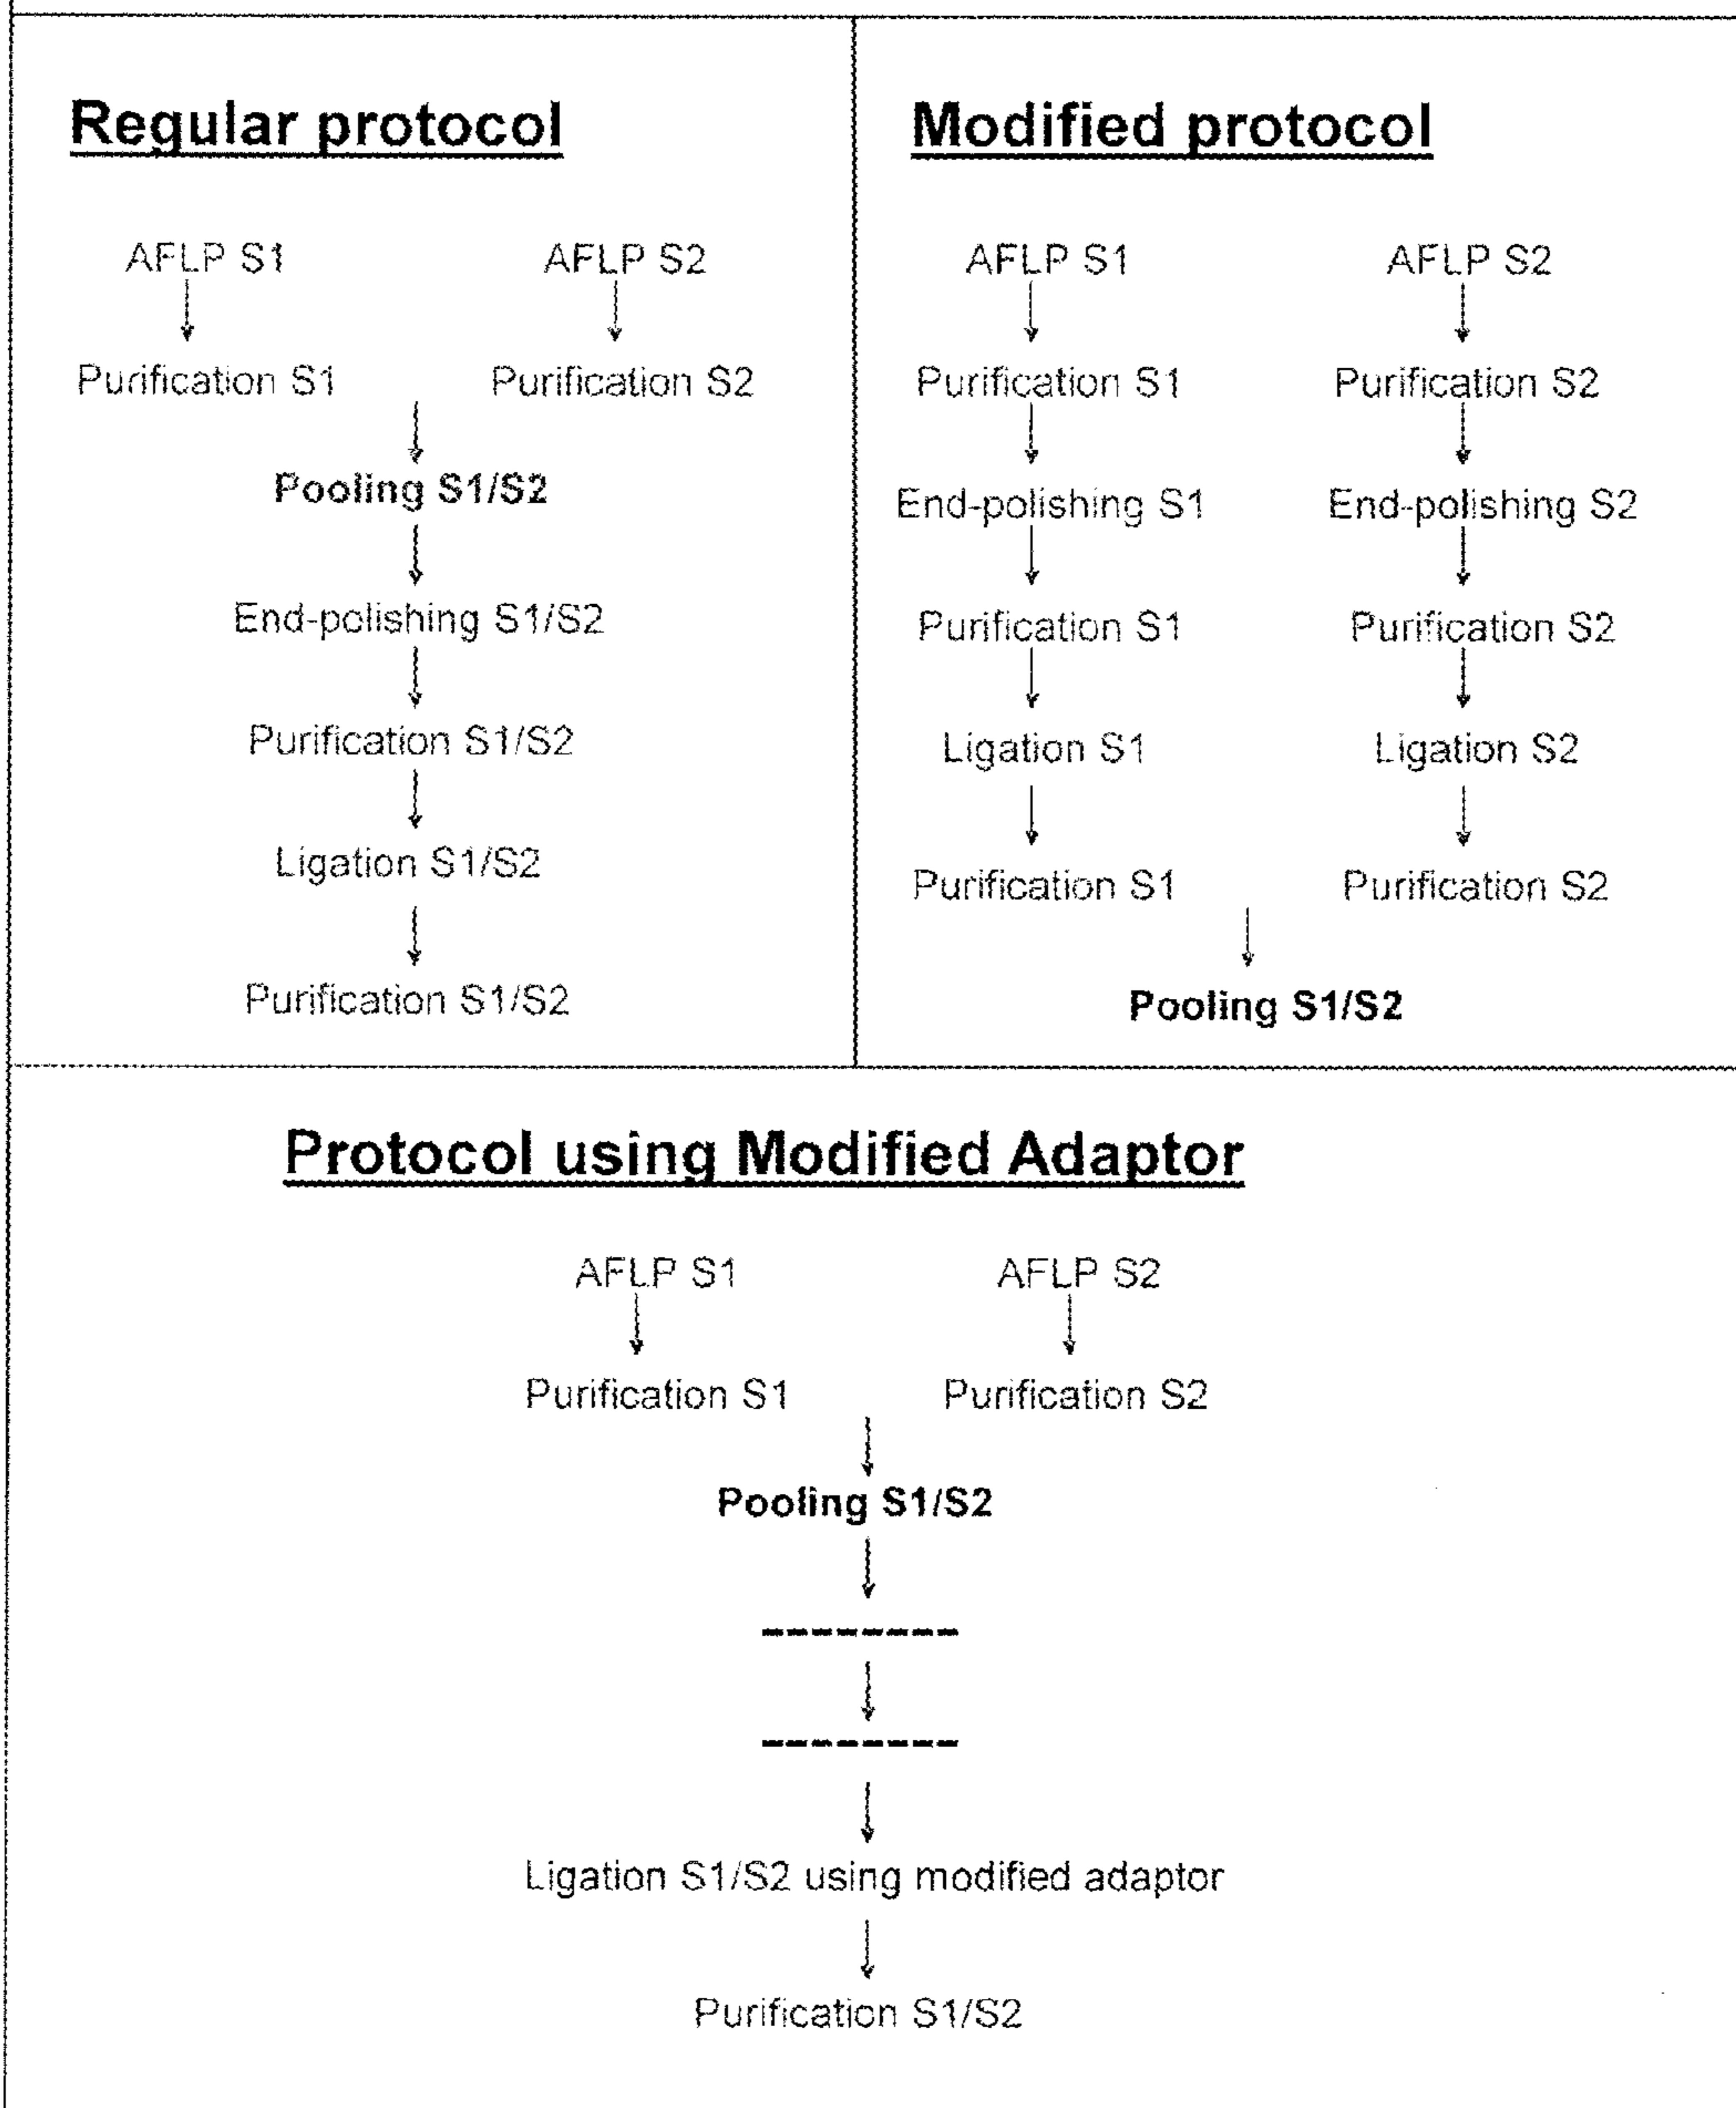 Regular protocol
AFLP S1 AFLP S2
Purification S1 Purification S2
Pooling S1/S2
End-polishing S1/S2
Purification S1/S2
Ligation S1/S2
Purification S1/S2
Modified protocol
AFLP S1 AFLP S2
Purification S1 Purification S2
End-polishing S1 End-polishing S2
Purification S1 Purification S2
Ligation S1 Ligation S2
Purification S1 Purification S2
Pooling S1/S2
Protocol using Modified Adaptor
AFLP S1 AFLP S2
Purification S1 Purification S2
Pooling S1/S2
--------
--------
Ligation S1/S2 using modified adaptor
Purification S1/S2